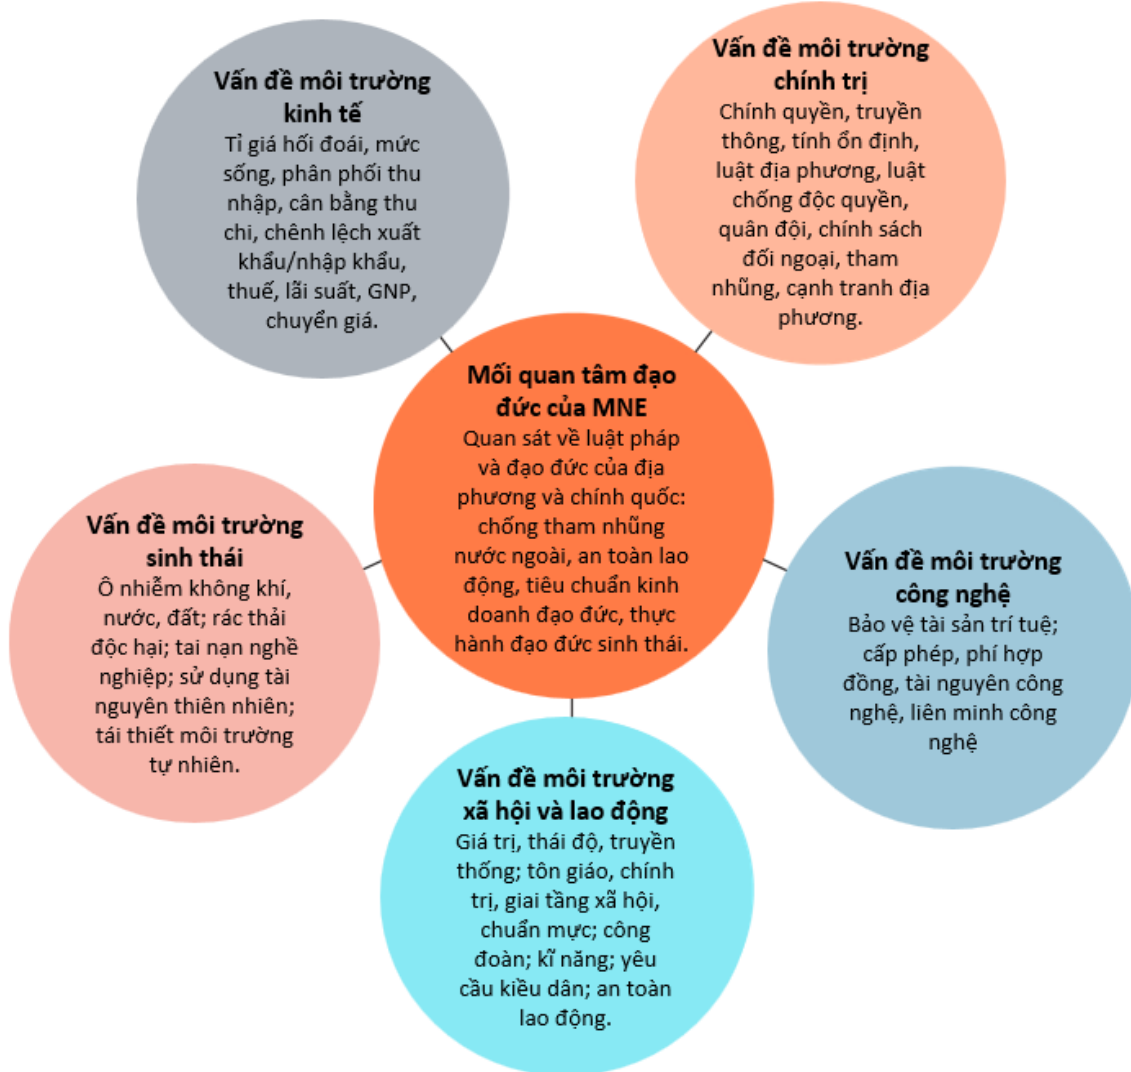 Vấn đề môi trường
kinh tế
Tỉ giá hối đoái, mức
sống, phân phối thu
nhập, cân bằng thu
chi, chênh lệch xuất
khẩu/nhập khẩu,
thuế, lãi suất, GNP,
chuyển giá.
Vấn đề môi trường
chính trị
Chính quyền, truyền
thông, tính ổn định,
luật địa phương, luật
chống độc quyền,
quân đội, chính sách
đối ngoại, tham
nhũng, cạnh tranh địa
phương.
Mối quan tâm đạo
đức của MNE
Quan sát về luật pháp
và đạo đức của địa
phương và chính quốc:
chống tham nhũng
nước ngoài, an toàn lao
động, tiêu chuẩn kinh
doanh đạo đức, thực
hành đạo đức sinh thái.
Vấn đề môi trường
sinh thái
Ô nhiễm không khí,
nước, đất; rác thải
độc hại; tai nạn nghề
nghiệp; sử dụng tài
nguyên thiên nhiên;
tái thiết môi trường
tự nhiên.
Vấn đề môi trường
công nghệ
Bảo vệ tài sản trí tuệ;
cấp phép, phí hợp
đồng, tài nguyên công
nghệ, liên minh công
nghệ
Vấn đề môi trường
xã hội và lao động
Giá trị, thái độ, truyền
thống; tôn giáo, chính
trị, giai tầng xã hội,
chuẩn mực; công
đoàn; kĩ năng; yêu
cầu kiều dân; an toàn
lao động.